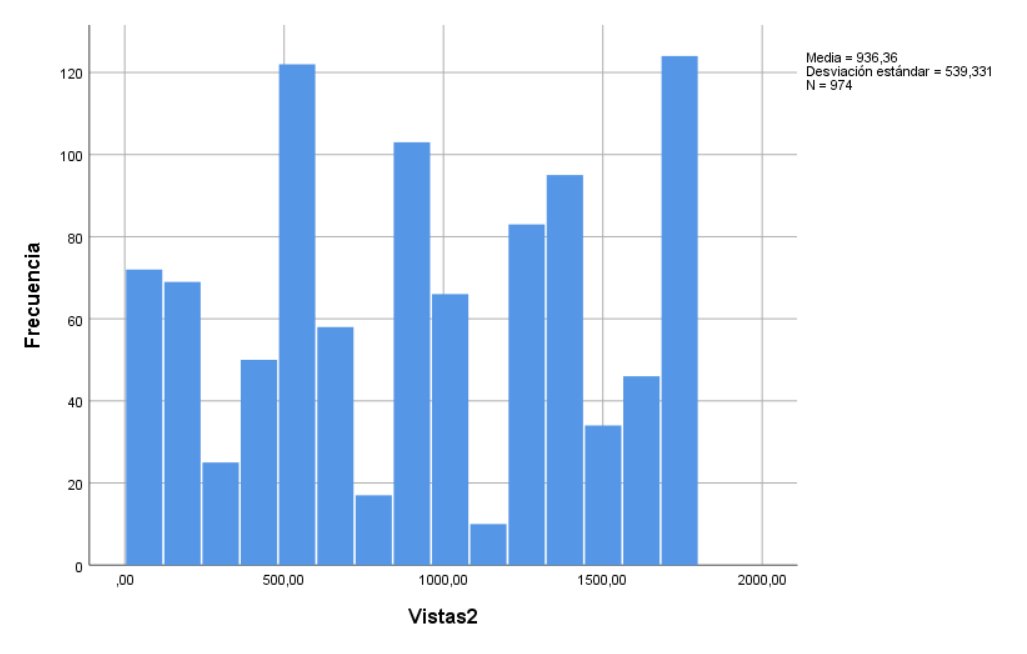 Media = 936,36
Desviación estándar = 539,331
N = 974
120
100
80
60
40
20
0
Frecuencia
,00
500,00
1000,00
1500,00
2000,00
Vistas2